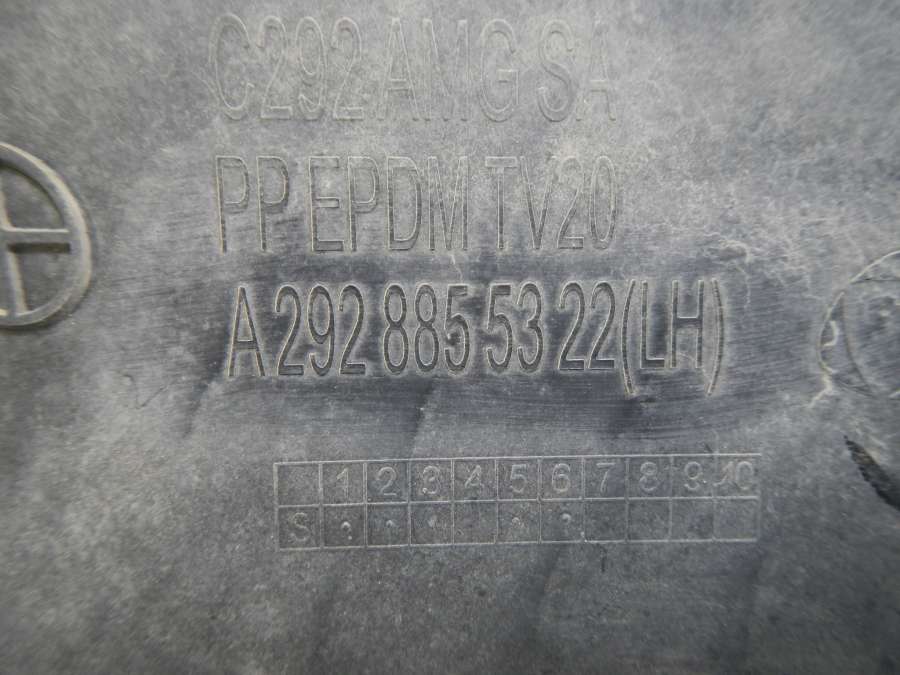 C292 AMG SA
PP EPDM TV20
A 292 885 53 22(LH)
1 2 3 4 5 6 7 8 9 10
S